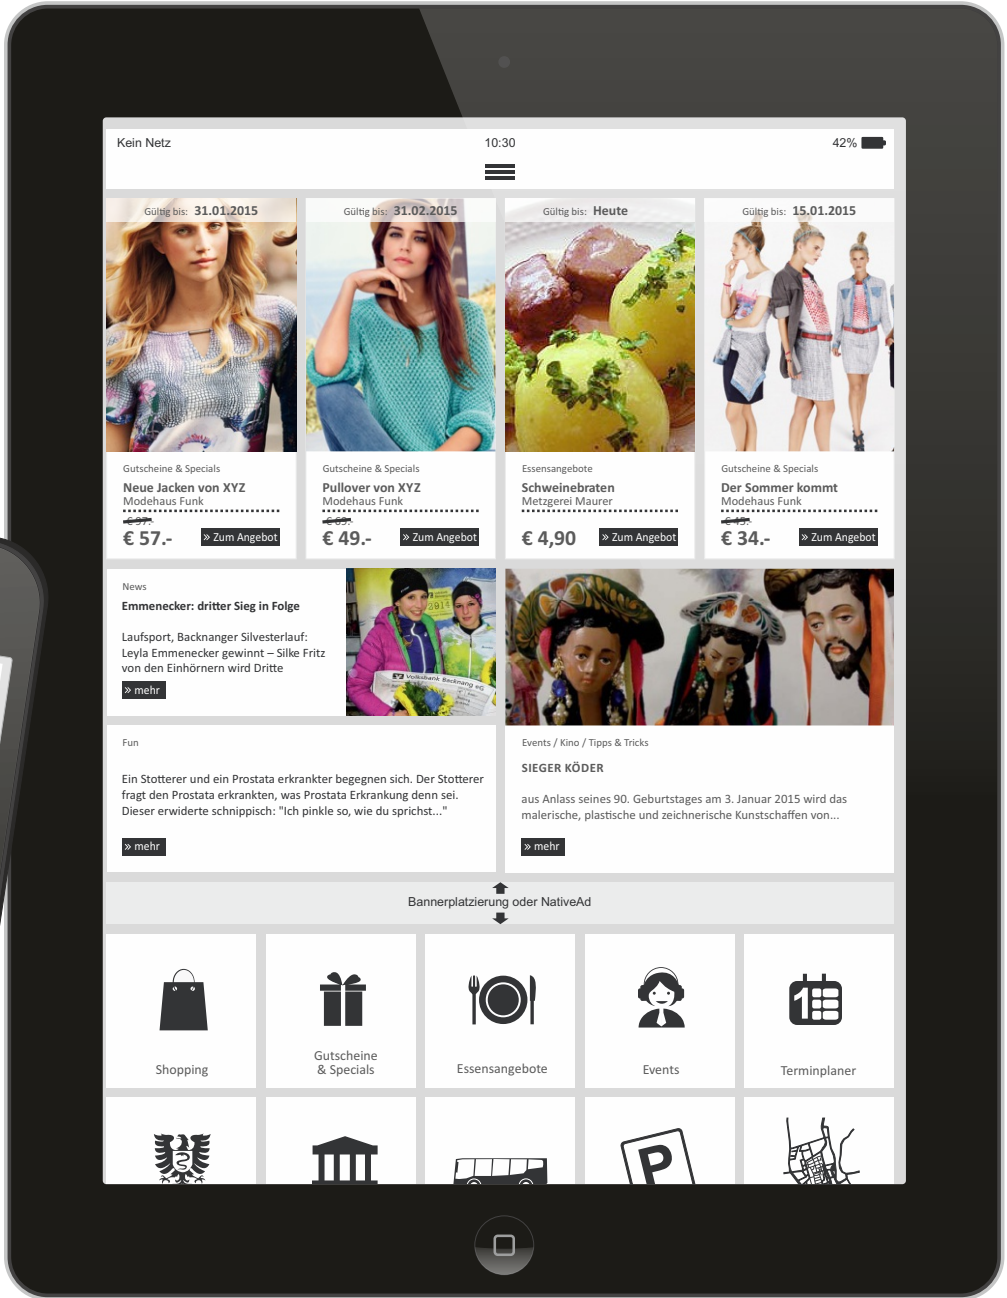 Kein Netz
10:30
42%
Gültig bis: 31.01.2015
Gültig bis: 31.02.2015
Gültig bis: Heute
Gültig bis: 15.01.2015
Gutscheine & Specials
Neue Jacken von XYZ
Modehaus Funk
€ 97.-
€ 57.-
» Zum Angebot
Gutscheine & Specials
Pullover von XYZ
Modehaus Funk
€ 69.-
€ 49.-
» Zum Angebot
Essensangebote
Schweinebraten
Metzgerei Maurer
€ 4,90
» Zum Angebot
Gutscheine & Specials
Der Sommer kommt
Modehaus Funk
€ 34.-
» Zum Angebot
News
Emmenecker: dritter Sieg in Folge
Laufsport, Backnanger Silvesterlauf:
Leyla Emmenecker gewinnt – Silke Fritz
von den Einhörnern wird Dritte
» mehr
2014
Volksbank Backnang eG
Fun
Ein Stotterer und ein Prostata erkrankter begegnen sich. Der Stotterer
fragt den Prostata erkrankten, was Prostata Erkrankung denn sei.
Dieser erwiderte schnippisch: "Ich pinkle so, wie du sprichst..."
» mehr
Events / Kino / Tipps & Tricks
SIEGER KÖDER
aus Anlass seines 90. Geburtstages am 3. Januar 2015 wird das
malerische, plastische und zeichnerische Kunstschaffen von...
» mehr
Bannerplatzierung oder NativeAd
Shopping
Gutscheine
& Specials
Essensangebote
Events
1
Terminplaner
P